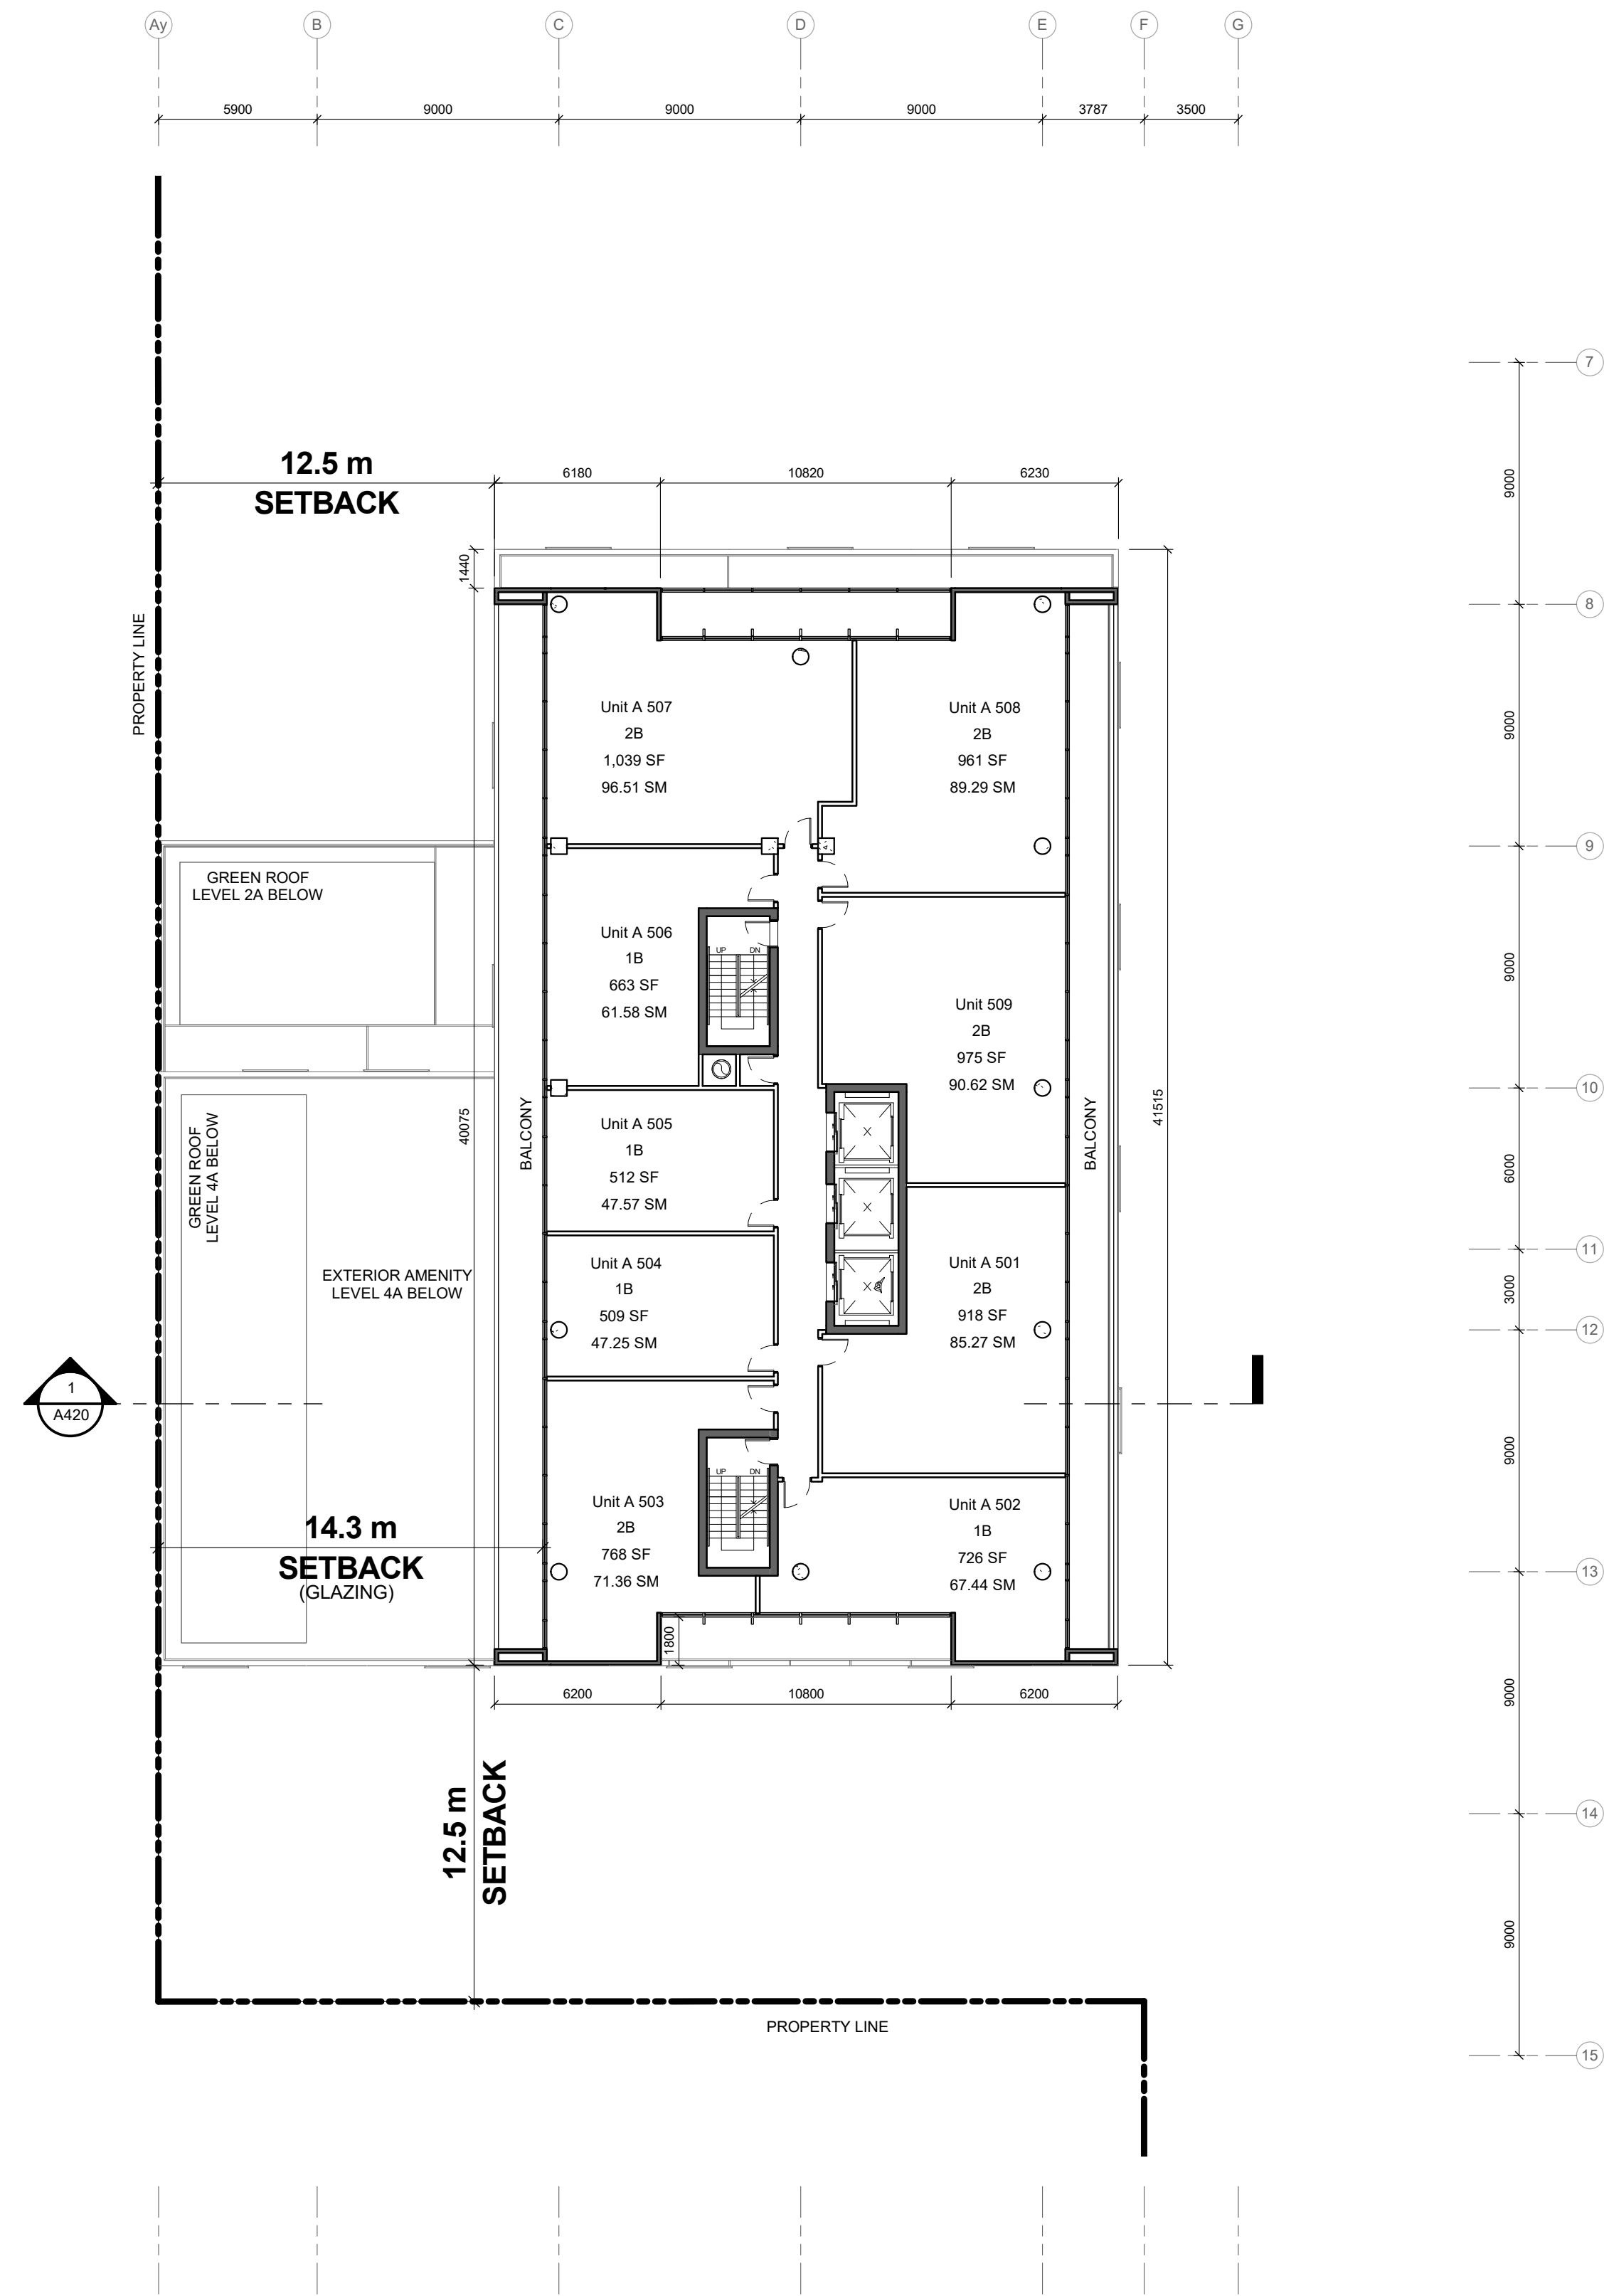 Ay
B
C
D
E
F
G
5900
9000
9000
9000
3787
3500
7
12.5 m
SETBACK
6180
10820
6230
9000
1440
8
PROPERTY LINE
Unit A 507
2B
1,039 SF
96.51 SM
Unit A 508
2B
961 SF
89.29 SM
9000
9
GREEN ROOF
LEVEL 2A BELOW
Unit A 506
1B
663 SF
61.58 SM
UP
DN
9000
Unit 509
2B
975 SF
90.62 SM
10
GREEN ROOF
LEVEL 4A BELOW
40075
BALCONY
Unit A 505
1B
512 SF
47.57 SM
BALCONY
41515
6000
11
EXTERIOR AMENITY
LEVEL 4A BELOW
Unit A 504
1B
509 SF
47.25 SM
Unit A 501
2B
918 SF
85.27 SM
3000
12
1
A420
9000
UP
DN
Unit A 503
2B
768 SF
71.36 SM
Unit A 502
1B
726 SF
67.44 SM
14.3 m
SETBACK
(GLAZING)
13
1800
6200
10800
6200
9000
14
12.5 m
SETBACK
9000
PROPERTY LINE
15